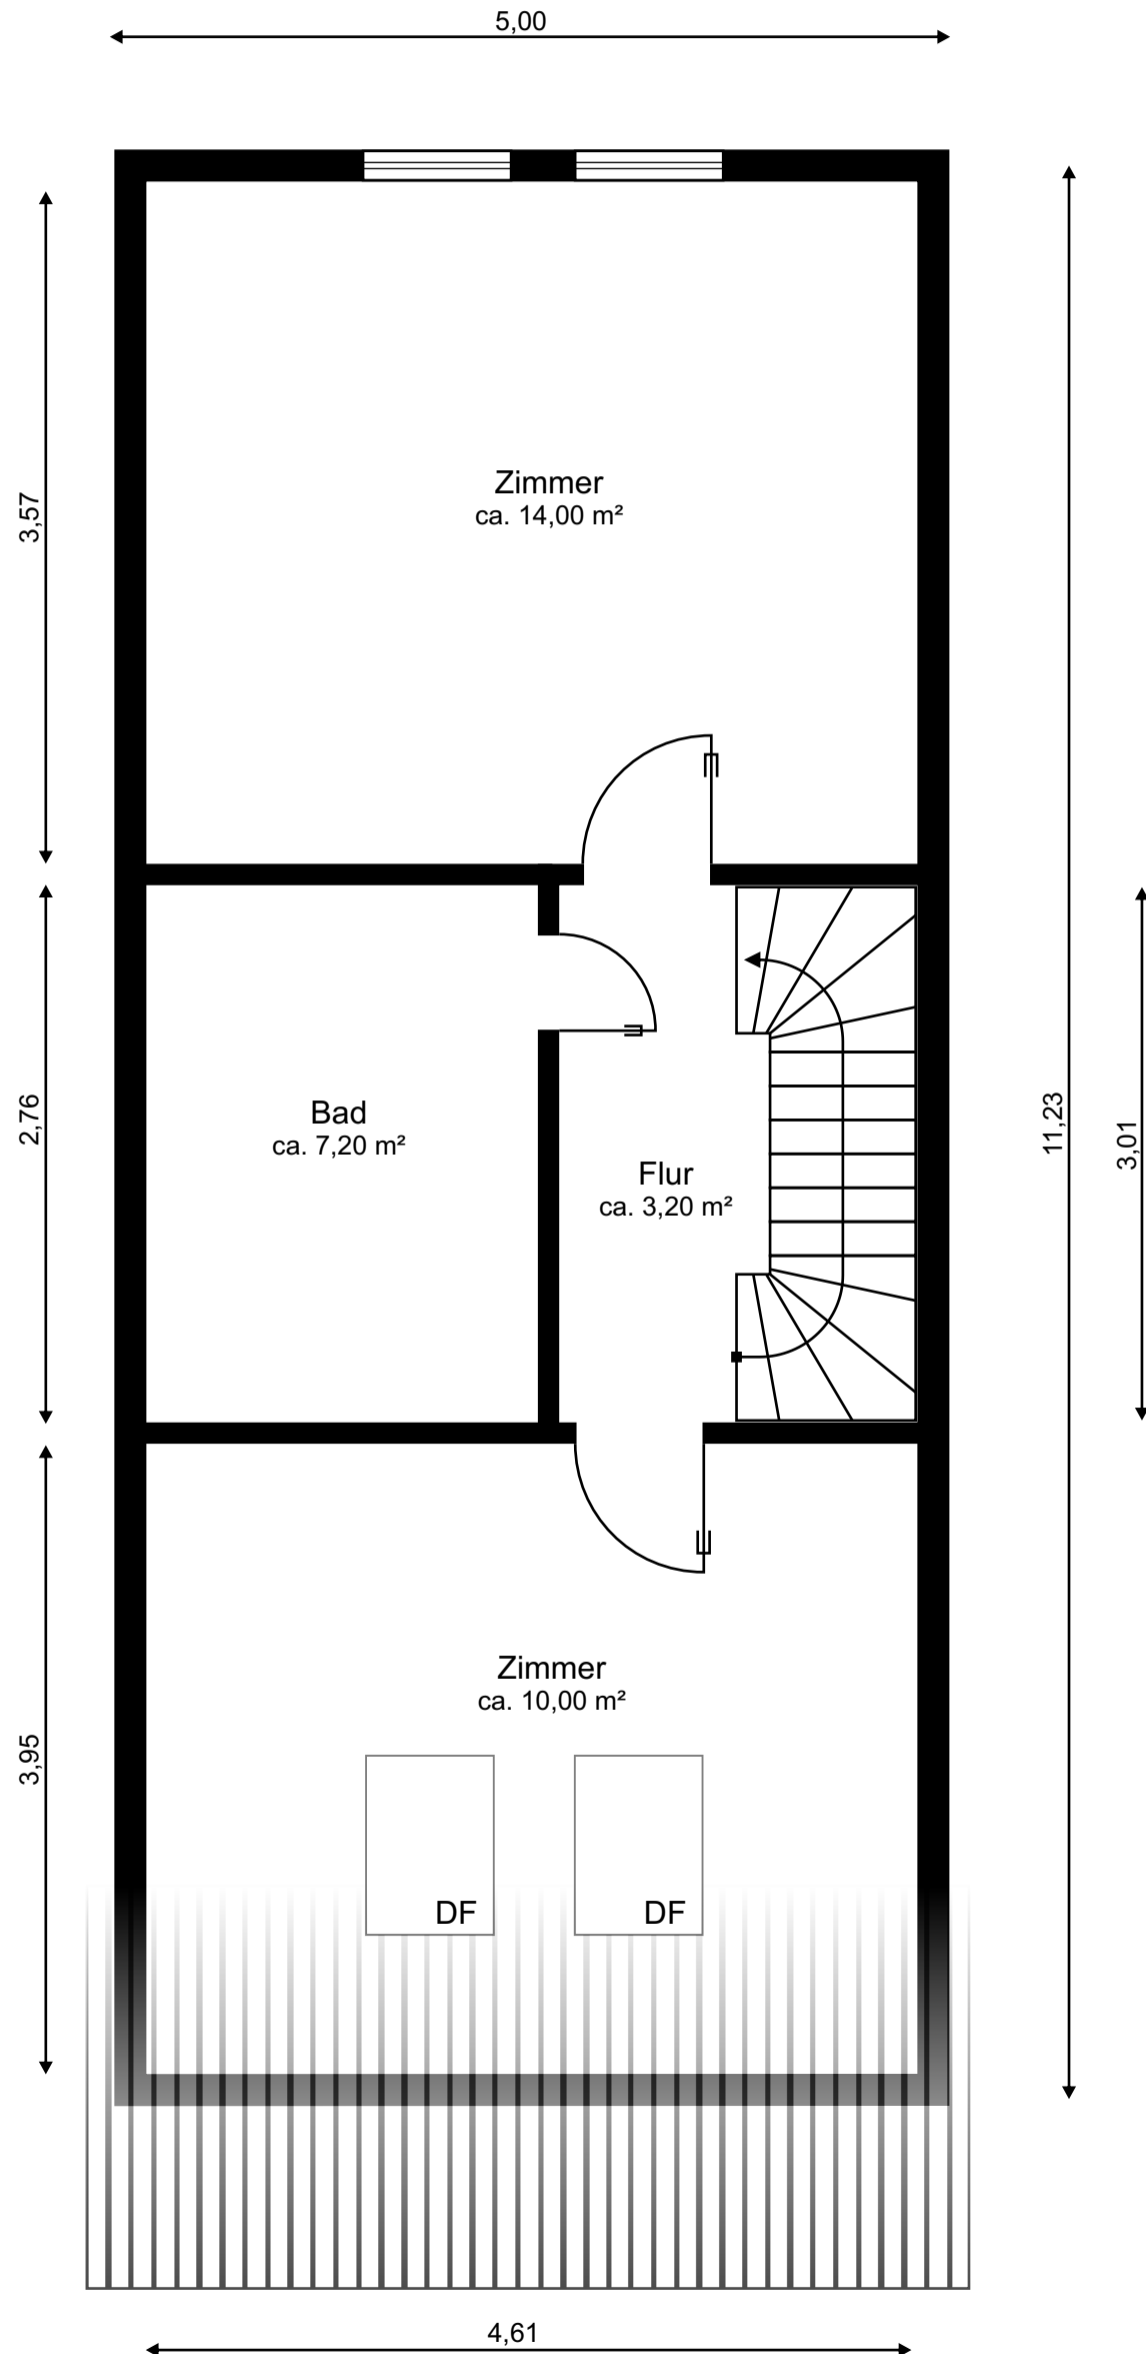 5,00
Zimmer
ca. 14,00 m²
3,57
Bad
ca. 7,20 m²
2,76
Flur
ca. 3,20 m²
11,23
3,01
Zimmer
ca. 10,00 m²
3,95
DF
DF
4,61